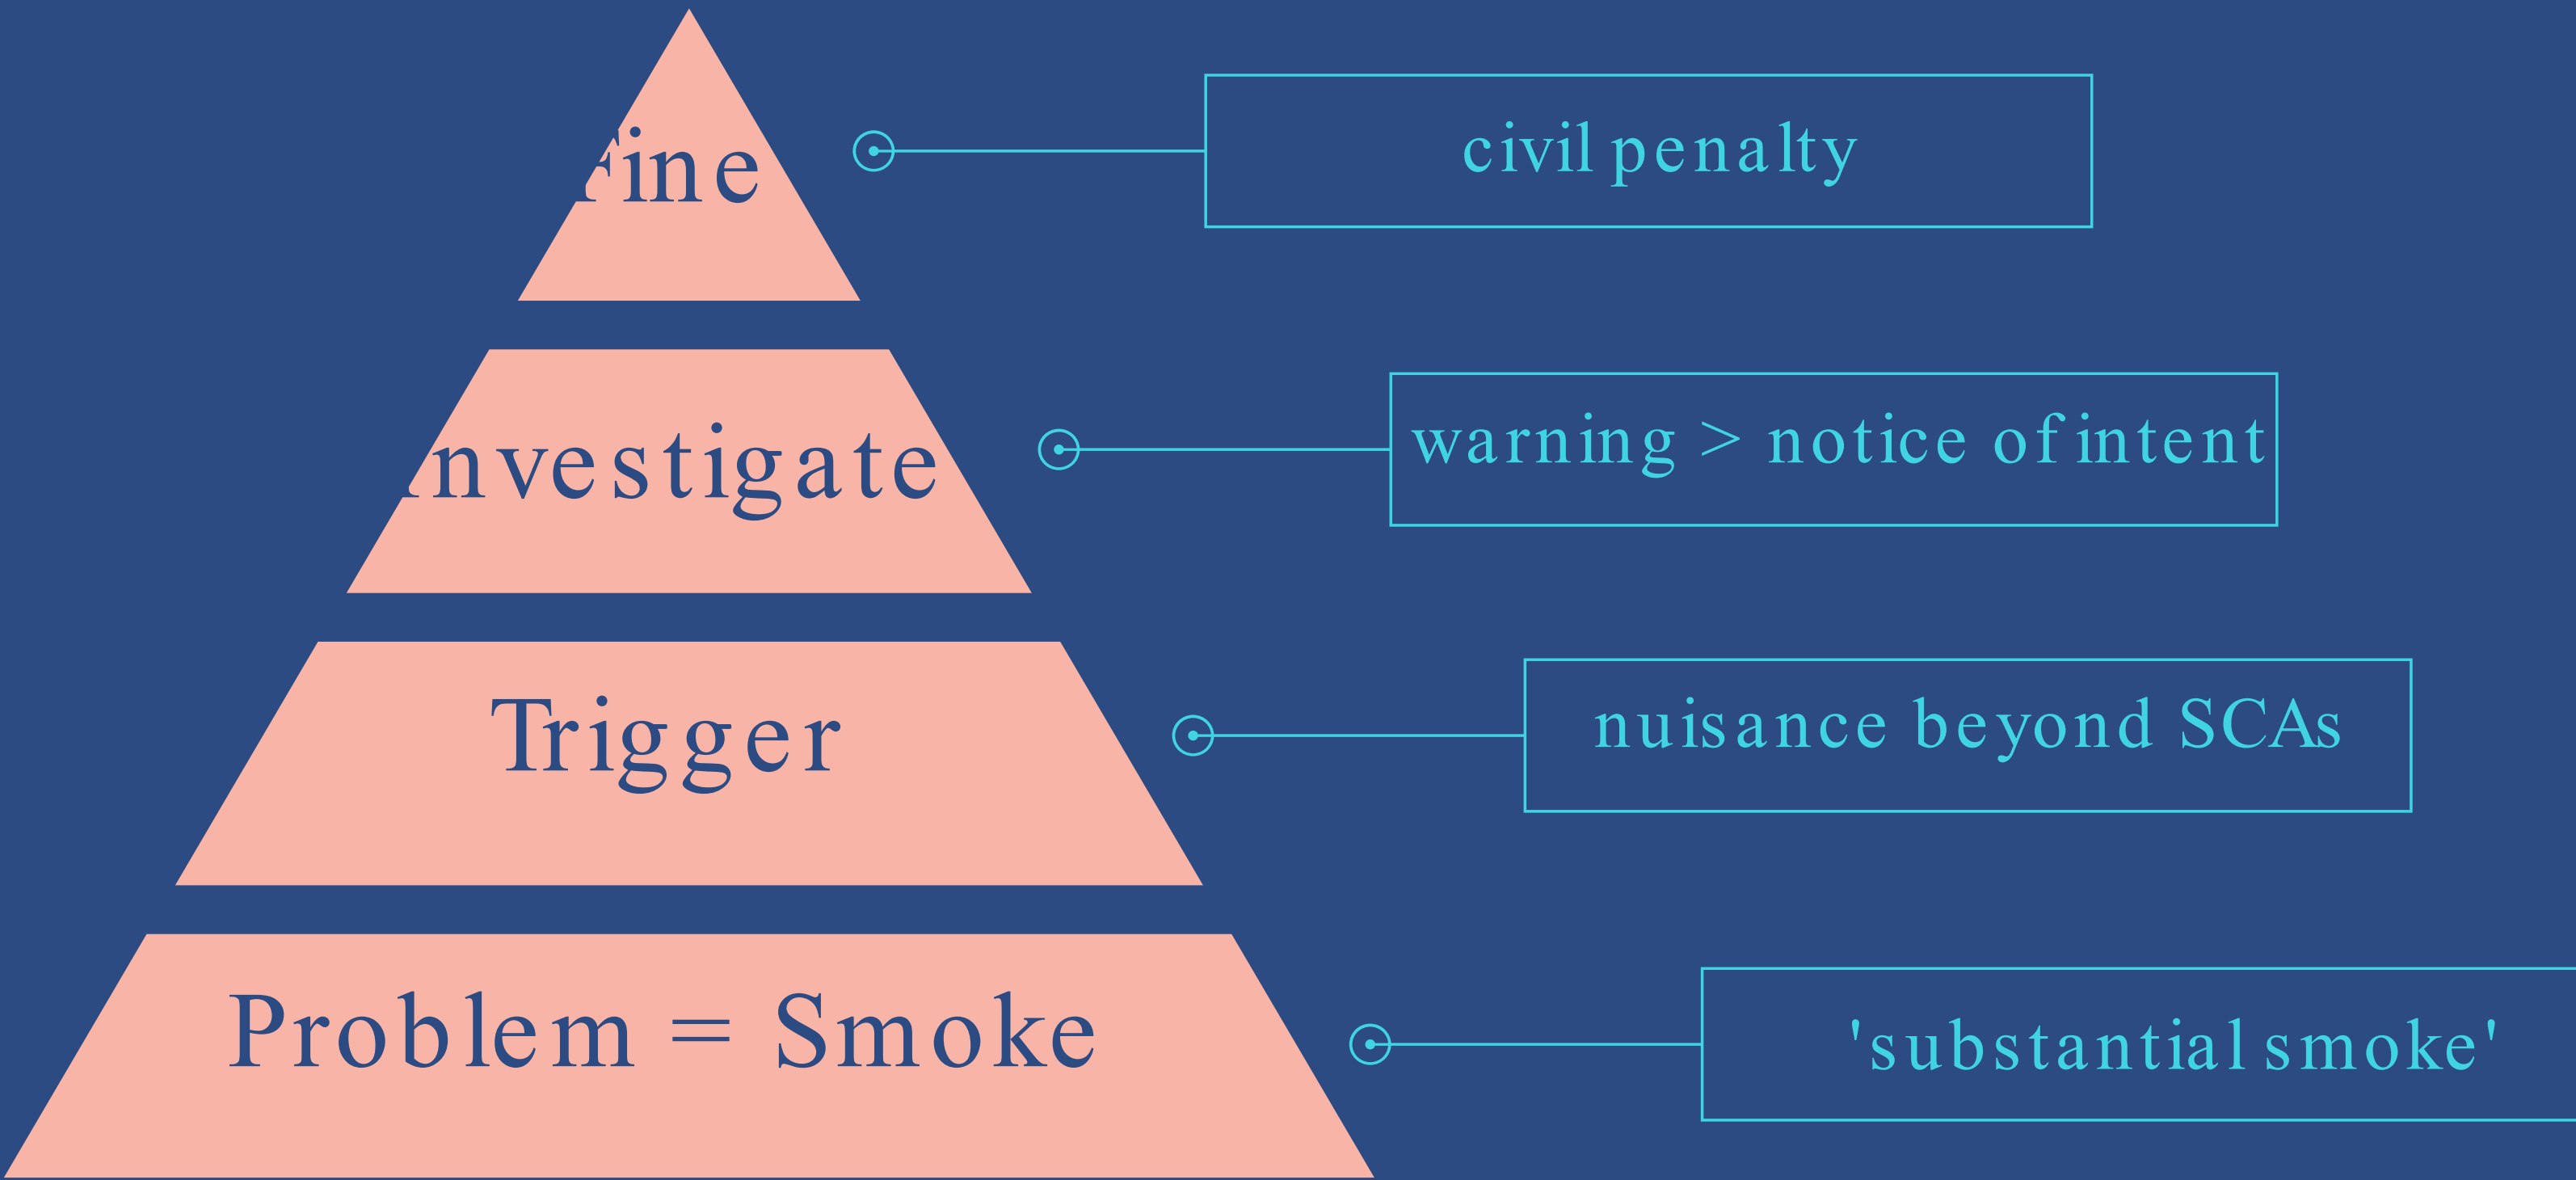 Fine
civil penalty
Investigate
warning > notice of intent
Trigger
nuisance beyond SCAs
Problem = Smoke
'substantial smoke'